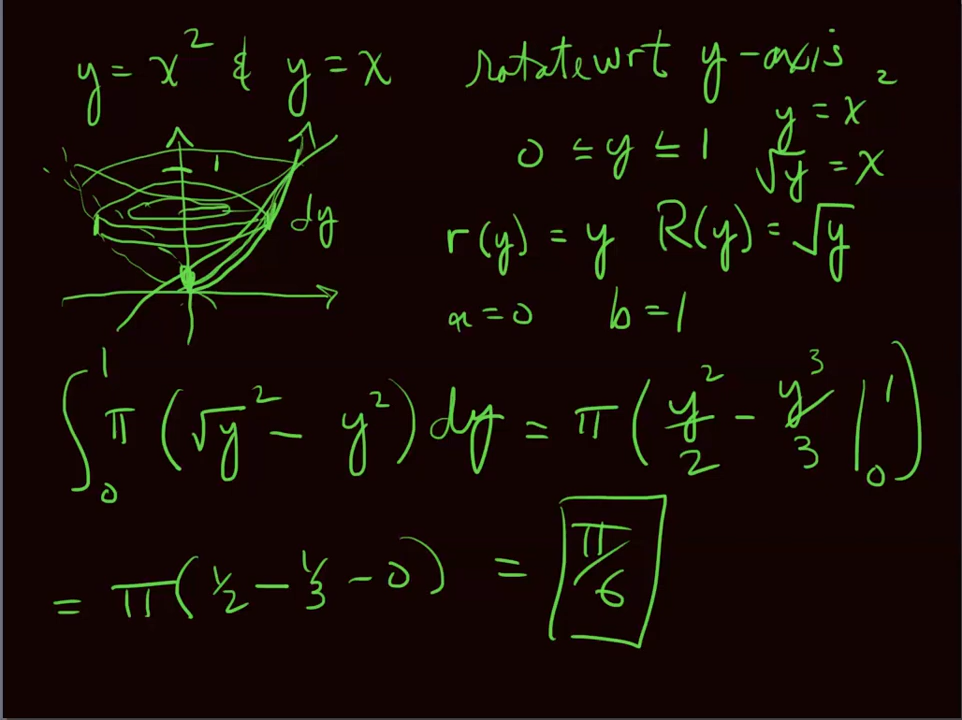 y = x² & y = x rotate wrt y-axis
0 ≤ y ≤ 1 y = x²
√y = x
1
dy
r(y) = y R(y) = √y
a = 0 b = 1
∫₀¹ π (√y² − y²) dy = π (y²/2 − y³/3 |₀¹)
= π(1/2 − 1/3 − 0) = π/6